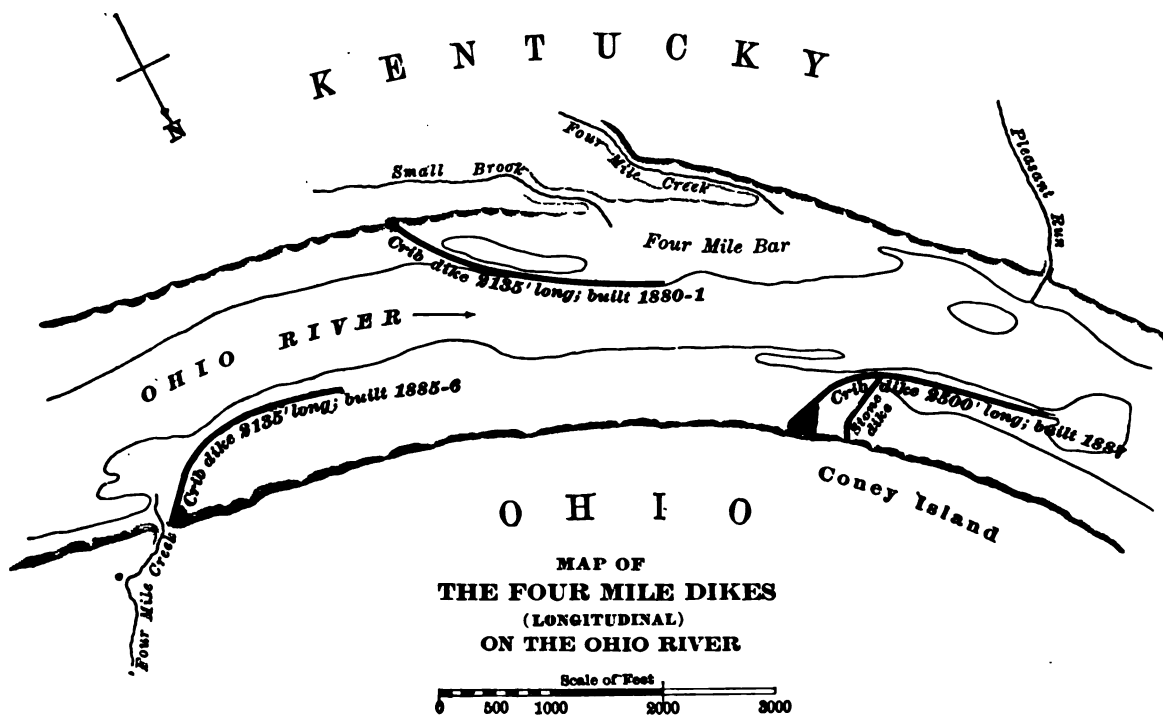 KENTUCKY
N
Four Mile Creek
Pleasant Run
Small Brook
Four Mile Bar
Crib dike 2135' long; built 1880-1
OHIO RIVER
Crib dike 2135' long; built 1885-6
Crib dike 2500' long; built 1887
Stone dike
Coney Island
OHIO
Four Mile Creek
MAP OF
THE FOUR MILE DIKES
(LONGITUDINAL)
ON THE OHIO RIVER
Scale of Feet
0 500 1000 2000 3000